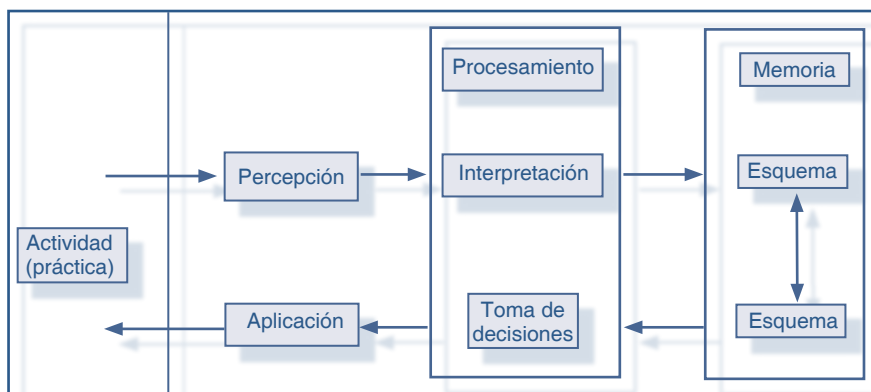 Procesamiento
Memoria
Percepción
Interpretación
Esquema
Actividad
(práctica)
Aplicación
Toma de
decisiones
Esquema